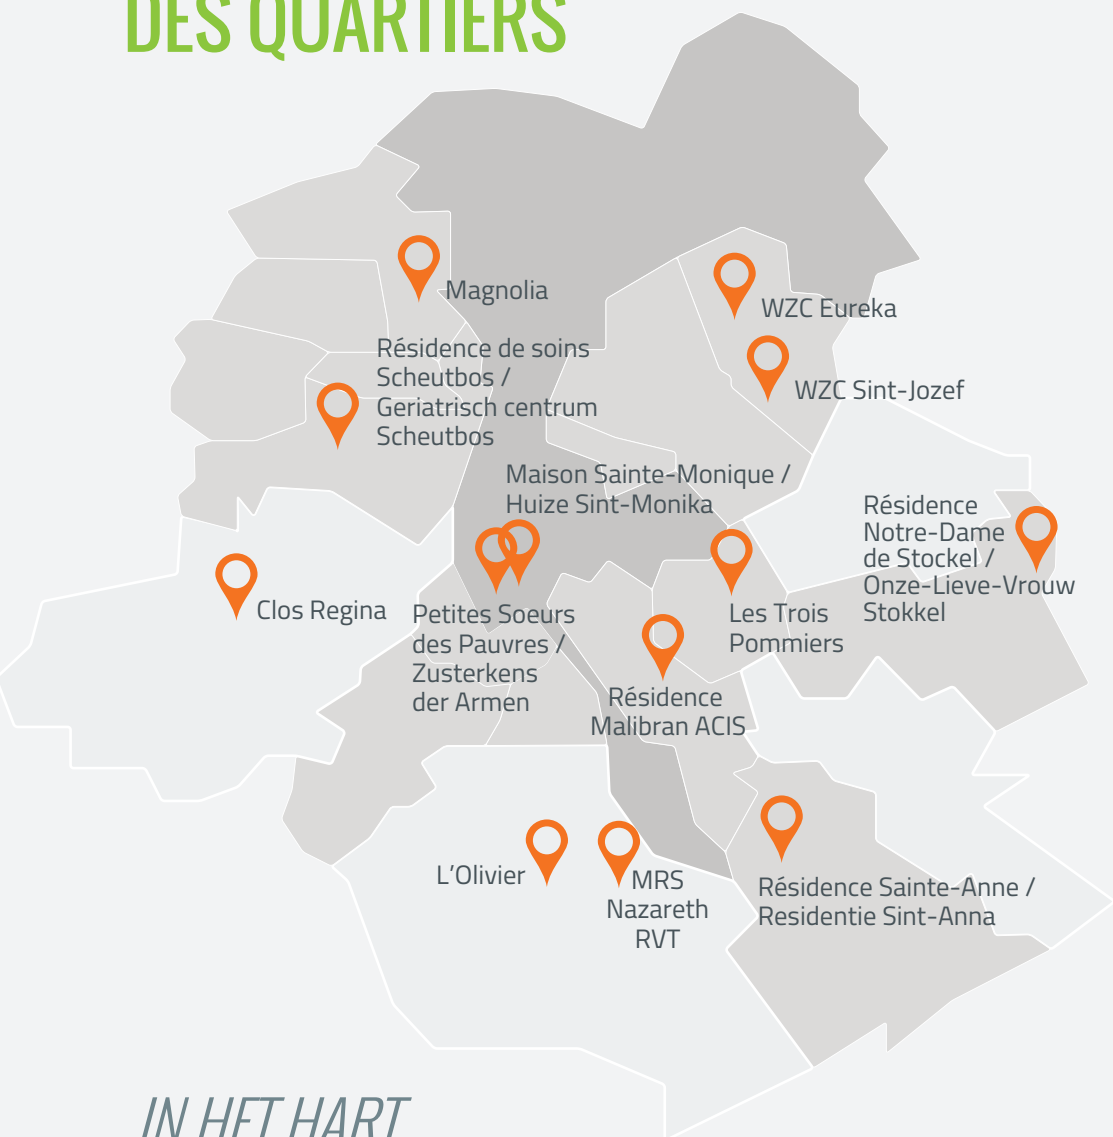 DES QUARTIERS
Magnolia
WZC Eureka
Résidence de soins
Scheutbos /
Geriatrisch centrum
Scheutbos
WZC Sint-Jozef
Maison Sainte-Monique /
Huize Sint-Monika
Résidence
Notre-Dame
de Stockel /
Onze-Lieve-Vrouw
Stokkel
Clos Regina
Petites Soeurs
des Pauvres /
Zusterkens
der Armen
Les Trois
Pommiers
Résidence
Malibran ACIS
L'Olivier
MRS
Nazareth
RVT
Résidence Sainte-Anne /
Residentie Sint-Anna
IN HET HART